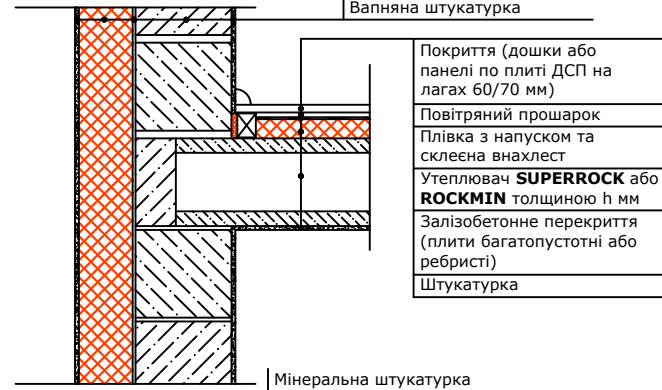 Вапняна штукатурка
Покриття (дошки або
панелі по плиті ДСП на
лагах 60/70 мм)
Повітряний прошарок
Плівка з напуском та
склеєна внахлест
Утеплювач SUPERROCK або
ROCKMIN толщиною h мм
Залізобетонне перекриття
(плити багатопустотні або
ребристі)
Штукатурка
Мінеральна штукатурка